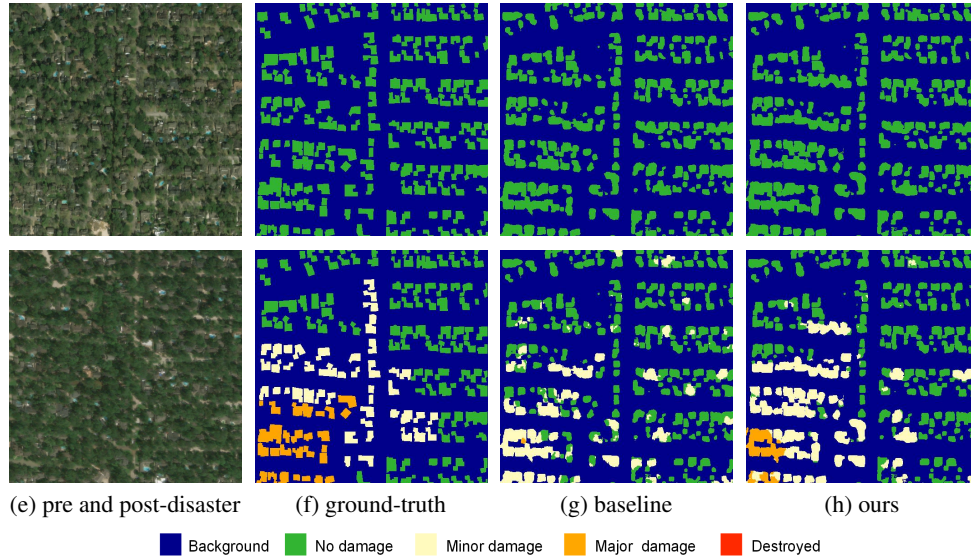 (e) pre and post-disaster (f) ground-truth (g) baseline (h) ours
Background No damage Minor damage Major damage Destroyed